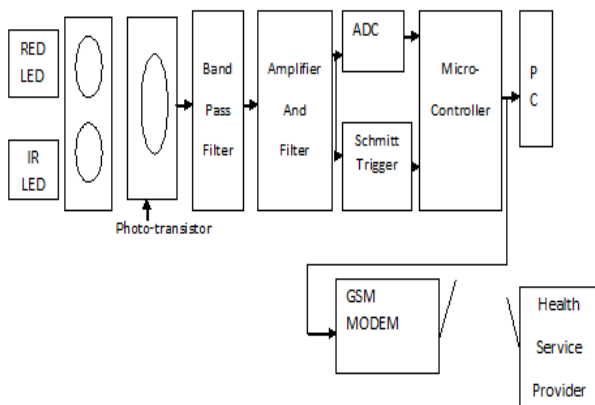 RED
LED
IR
LED
Photo-transistor
Band
Pass
Filter
Amplifier
And
Filter
ADC
Schmitt
Trigger
Micro-
Controller
P
C
GSM
MODEM
Health
Service
Provider